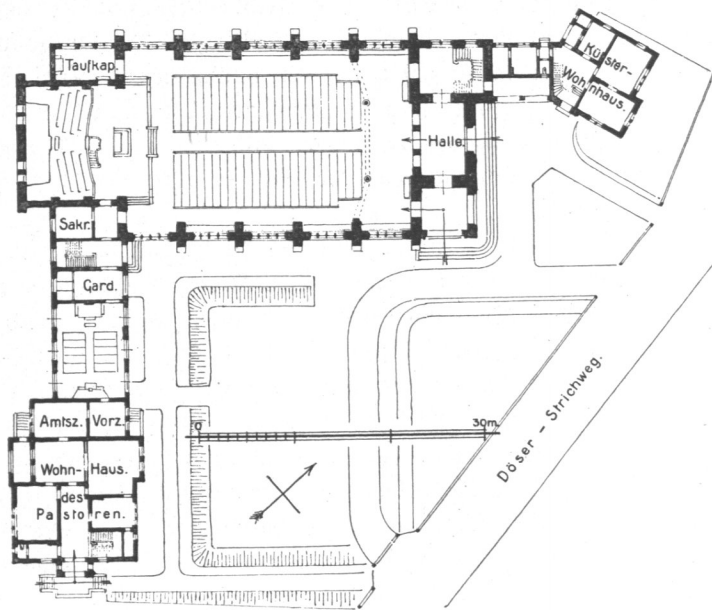 Taufkap.
Küster-
Wohnhaus.
Halle.
Sakr.
Gard.
Amtsz. Vorz.
0 30m.
Wohn- Haus.
des
Pastoren.
Döser - Strichweg.